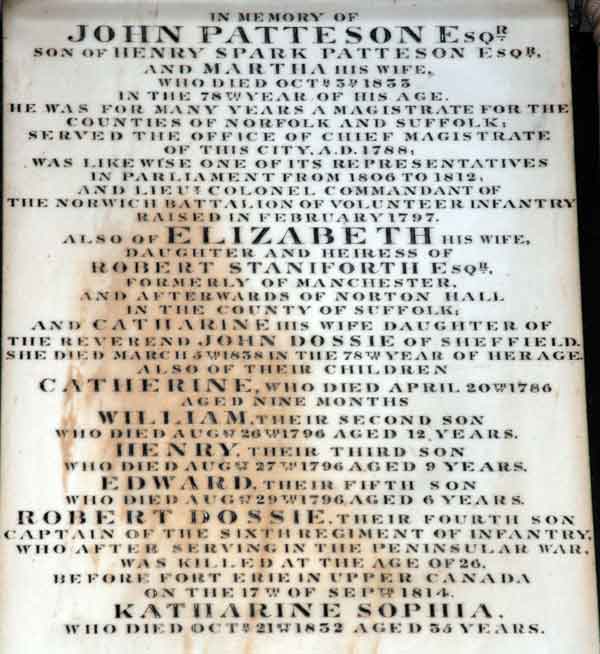 IN MEMORY OF
JOHN PATTESON ESQR
SON OF HENRY SPARK PATTESON ESQR,
AND MARTHA HIS WIFE,
WHO DIED OCTR 3RD 1833
IN THE 78TH YEAR OF HIS AGE.
HE WAS FOR MANY YEARS A MAGISTRATE FOR THE
COUNTIES OF NORFOLK AND SUFFOLK;
SERVED THE OFFICE OF CHIEF MAGISTRATE
OF THIS CITY, A.D. 1788;
WAS LIKEWISE ONE OF ITS REPRESENTATIVES
IN PARLIAMENT FROM 1806 TO 1812,
AND LIEUT COLONEL COMMANDANT OF
THE NORWICH BATTALION OF VOLUNTEER INFANTRY
RAISED IN FEBRUARY 1797.
ALSO OF ELIZABETH HIS WIFE,
DAUGHTER AND HEIRESS OF
ROBERT STANIFORTH ESQR,
FORMERLY OF MANCHESTER,
AND AFTERWARDS OF NORTON HALL
IN THE COUNTY OF SUFFOLK;
AND CATHARINE HIS WIFE DAUGHTER OF
THE REVEREND JOHN DOSSIE OF SHEFFIELD.
SHE DIED MARCH 5TH 1838 IN THE 78TH YEAR OF HER AGE.
ALSO OF THEIR CHILDREN
CATHERINE, WHO DIED APRIL 20TH 1786
AGED NINE MONTHS
WILLIAM, THEIR SECOND SON
WHO DIED AUGST 26TH 1796 AGED 12 YEARS.
HENRY, THEIR THIRD SON
WHO DIED AUGST 27TH 1796 AGED 9 YEARS.
EDWARD, THEIR FIFTH SON
WHO DIED AUGST 29TH 1796, AGED 6 YEARS.
ROBERT DOSSIE, THEIR FOURTH SON
CAPTAIN OF THE SIXTH REGIMENT OF INFANTRY,
WHO AFTER SERVING IN THE PENINSULAR WAR,
WAS KILLED AT THE AGE OF 26,
BEFORE FORT ERIE IN UPPER CANADA
ON THE 17TH OF SEPTR 1814.
KATHARINE SOPHIA,
WHO DIED OCTR 21ST 1832 AGED 35 YEARS.